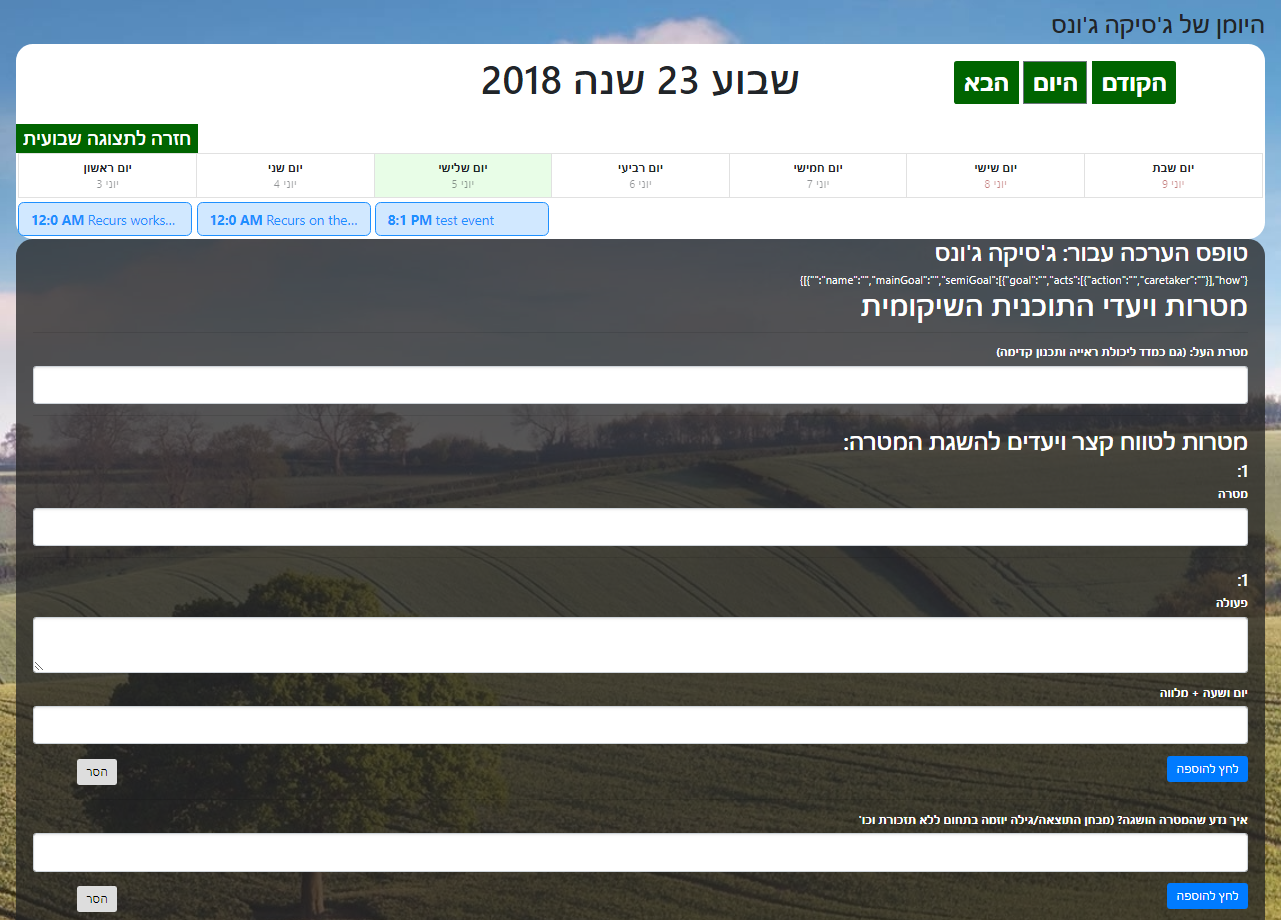 היומן של ג'סיקה ג'ונס
הקודם היום הבא
שבוע 23 שנה 2018
חזרה לתצוגה שבועית
יום ראשון יום שני יום שלישי יום רביעי יום חמישי יום שישי יום שבת
יוני 3 יוני 4 יוני 5 יוני 6 יוני 7 יוני 8 יוני 9
12:0 AM Recurs works... 12:0 AM Recurs on the... 8:1 PM test event
טופס הערכה עבור: ג'סיקה ג'ונס
{[{"":"name":"","mainGoal":"","semiGoal":[{"goal":"","acts":[{"action":"","caretaker":""}],"how"}
מטרות ויעדי התוכנית השיקומית
מטרת העל: (גם כמדד ליכולת ראייה ותכנון קדימה)
מטרות לטווח קצר ויעדים להשגת המטרה:
1:
מטרה
1:
פעולה
יום ושעה + מלווה
לחץ להוספה הסר
איך נדע שהמטרה הושגה? (מבחן התוצאה/גילה יוזמה בתחום ללא תזכורת וכו'
לחץ להוספה הסר